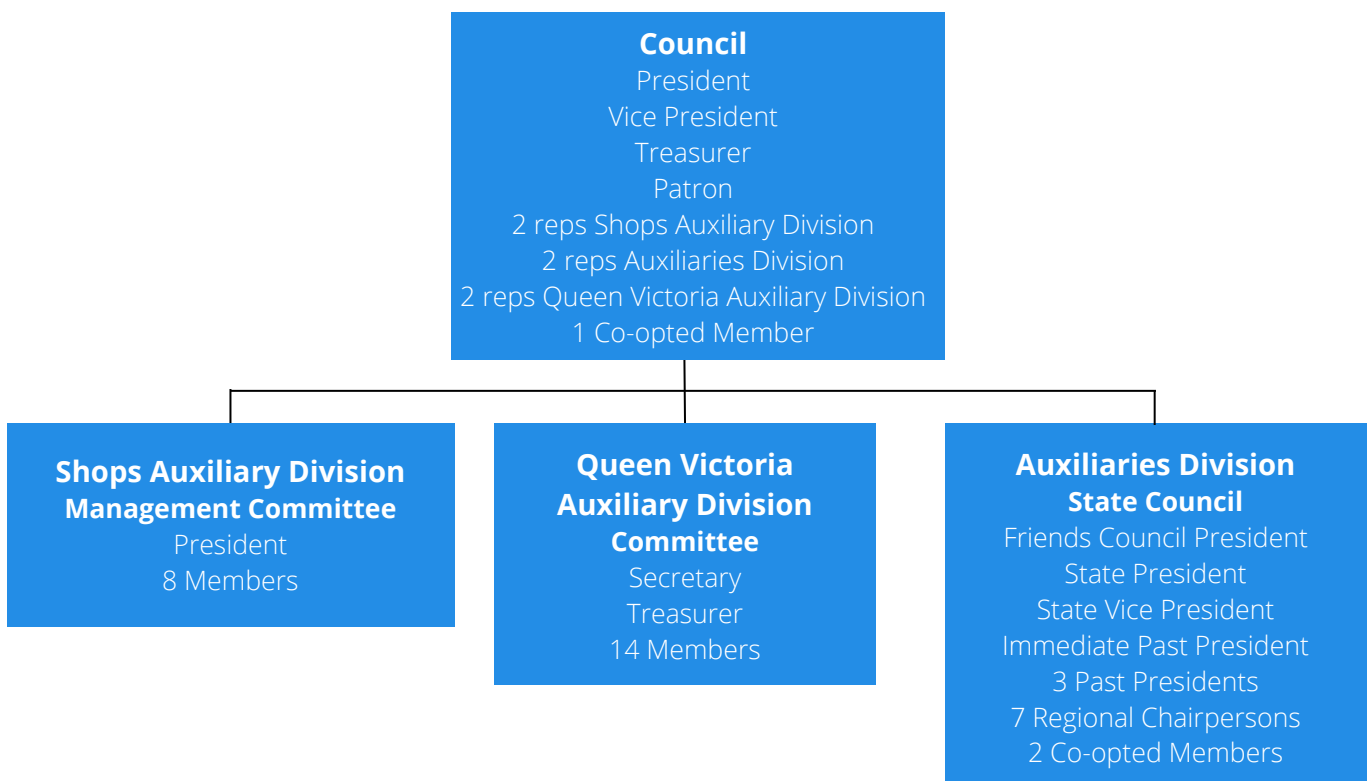 Council
President
Vice President
Treasurer
Patron
2 reps Shops Auxiliary Division
2 reps Auxiliaries Division
2 reps Queen Victoria Auxiliary Division
1 Co-opted Member
Shops Auxiliary Division
Management Committee
President
8 Members
Queen Victoria
Auxiliary Division
Committee
Secretary
Treasurer
14 Members
Auxiliaries Division
State Council
Friends Council President
State President
State Vice President
Immediate Past President
3 Past Presidents
7 Regional Chairpersons
2 Co-opted Members